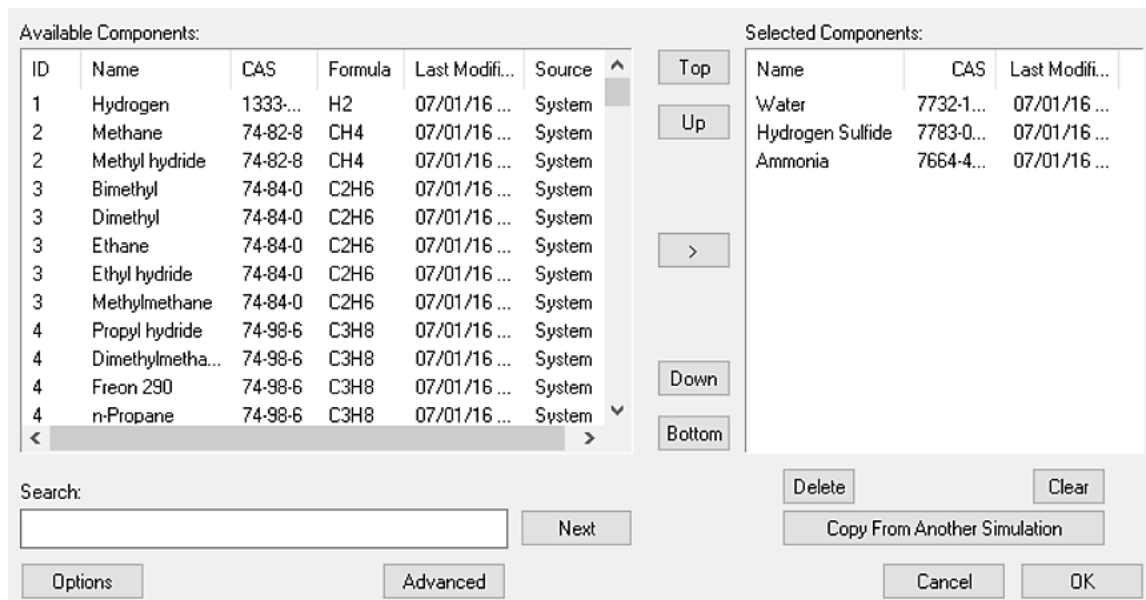 Available Components:
ID Name CAS Formula Last Modifi... Source
1 Hydrogen 1333-... H2 07/01/16 ... System
2 Methane 74-82-8 CH4 07/01/16 ... System
2 Methyl hydride 74-82-8 CH4 07/01/16 ... System
3 Bimethyl 74-84-0 C2H6 07/01/16 ... System
3 Dimethyl 74-84-0 C2H6 07/01/16 ... System
3 Ethane 74-84-0 C2H6 07/01/16 ... System
3 Ethyl hydride 74-84-0 C2H6 07/01/16 ... System
3 Methylmethane 74-84-0 C2H6 07/01/16 ... System
4 Propyl hydride 74-98-6 C3H8 07/01/16 ... System
4 Dimethylmetha... 74-98-6 C3H8 07/01/16 ... System
4 Freon 290 74-98-6 C3H8 07/01/16 ... System
4 n-Propane 74-98-6 C3H8 07/01/16 ... System
Top
Up
>
Down
Bottom
Selected Components:
Name CAS Last Modifi...
Water 7732-1... 07/01/16 ...
Hydrogen Sulfide 7783-0... 07/01/16 ...
Ammonia 7664-4... 07/01/16 ...
Search:
Next
Options
Advanced
Delete
Clear
Copy From Another Simulation
Cancel
OK